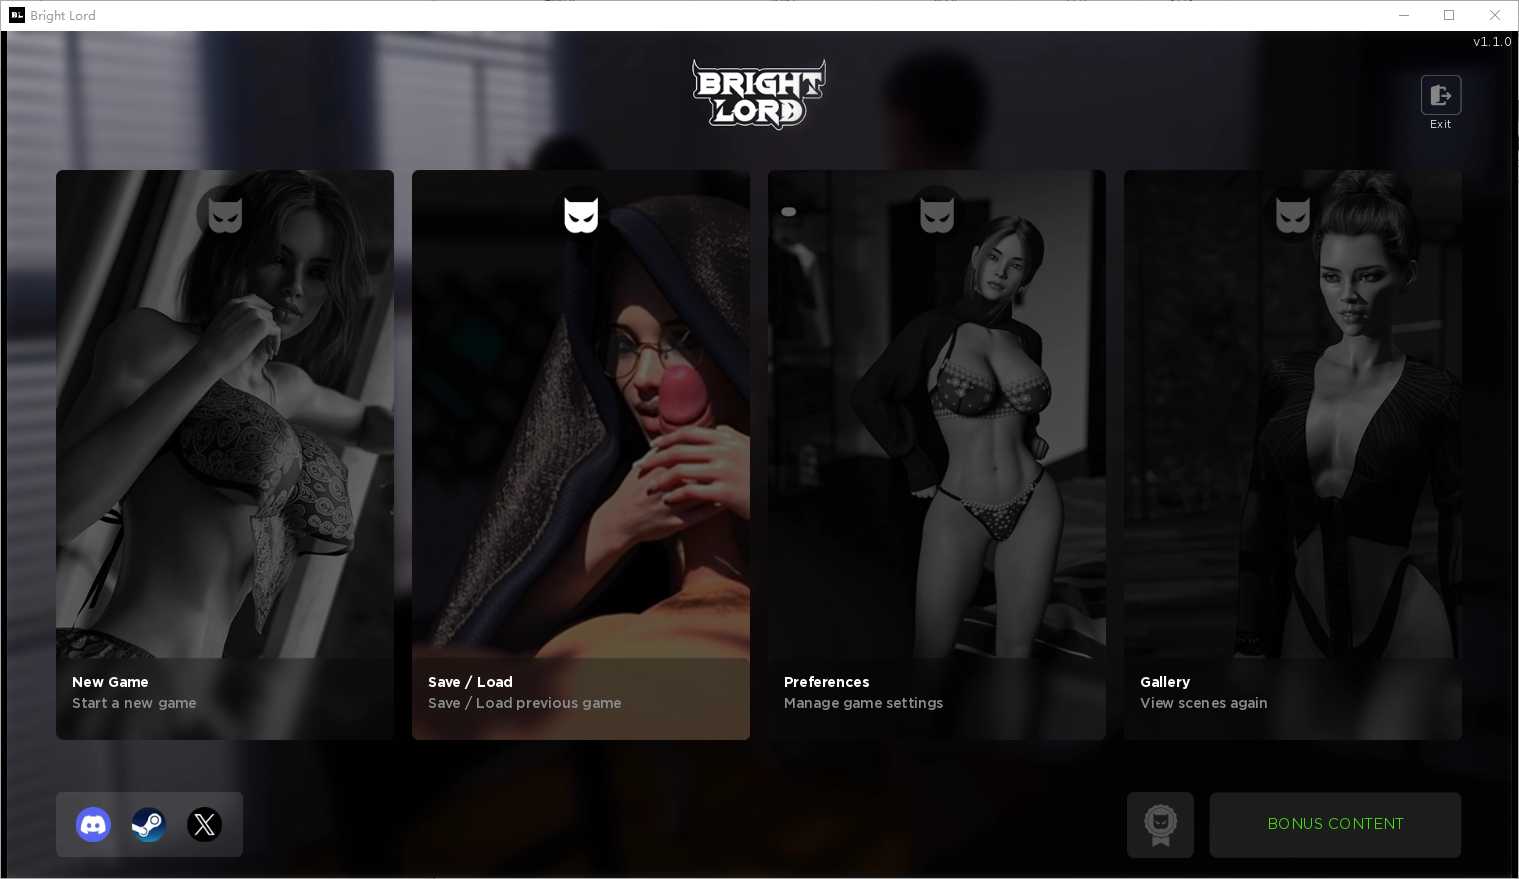 Bright Lord
v1.1.0
BRIGHT
LORD
Exit
New Game
Start a new game
Save / Load
Save / Load previous game
Preferences
Manage game settings
Gallery
View scenes again
BONUS CONTENT